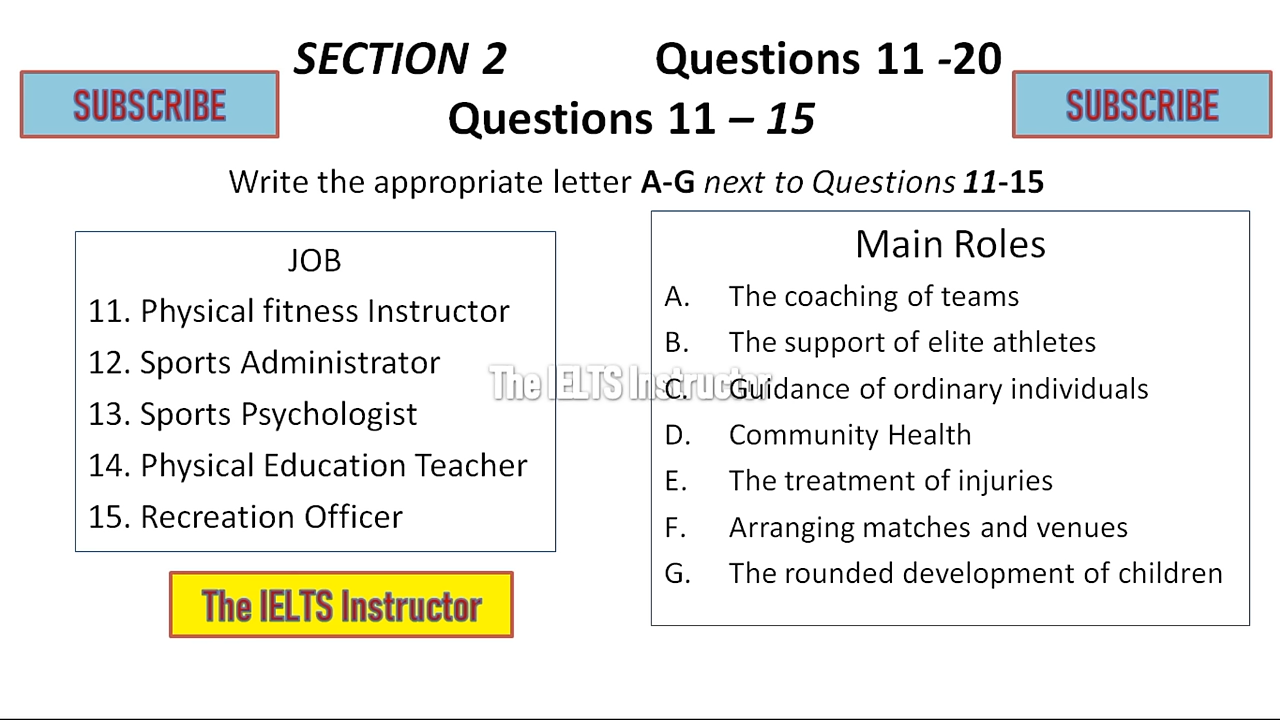 SECTION 2 Questions 11 -20
SUBSCRIBE
Questions 11 – 15
SUBSCRIBE
Write the appropriate letter A-G next to Questions 11-15
JOB
11. Physical fitness Instructor
12. Sports Administrator
13. Sports Psychologist
14. Physical Education Teacher
15. Recreation Officer
The IELTS Instructor
Main Roles
A. The coaching of teams
B. The support of elite athletes
C. Guidance of ordinary individuals
D. Community Health
E. The treatment of injuries
F. Arranging matches and venues
G. The rounded development of children
The IELTS Instructor